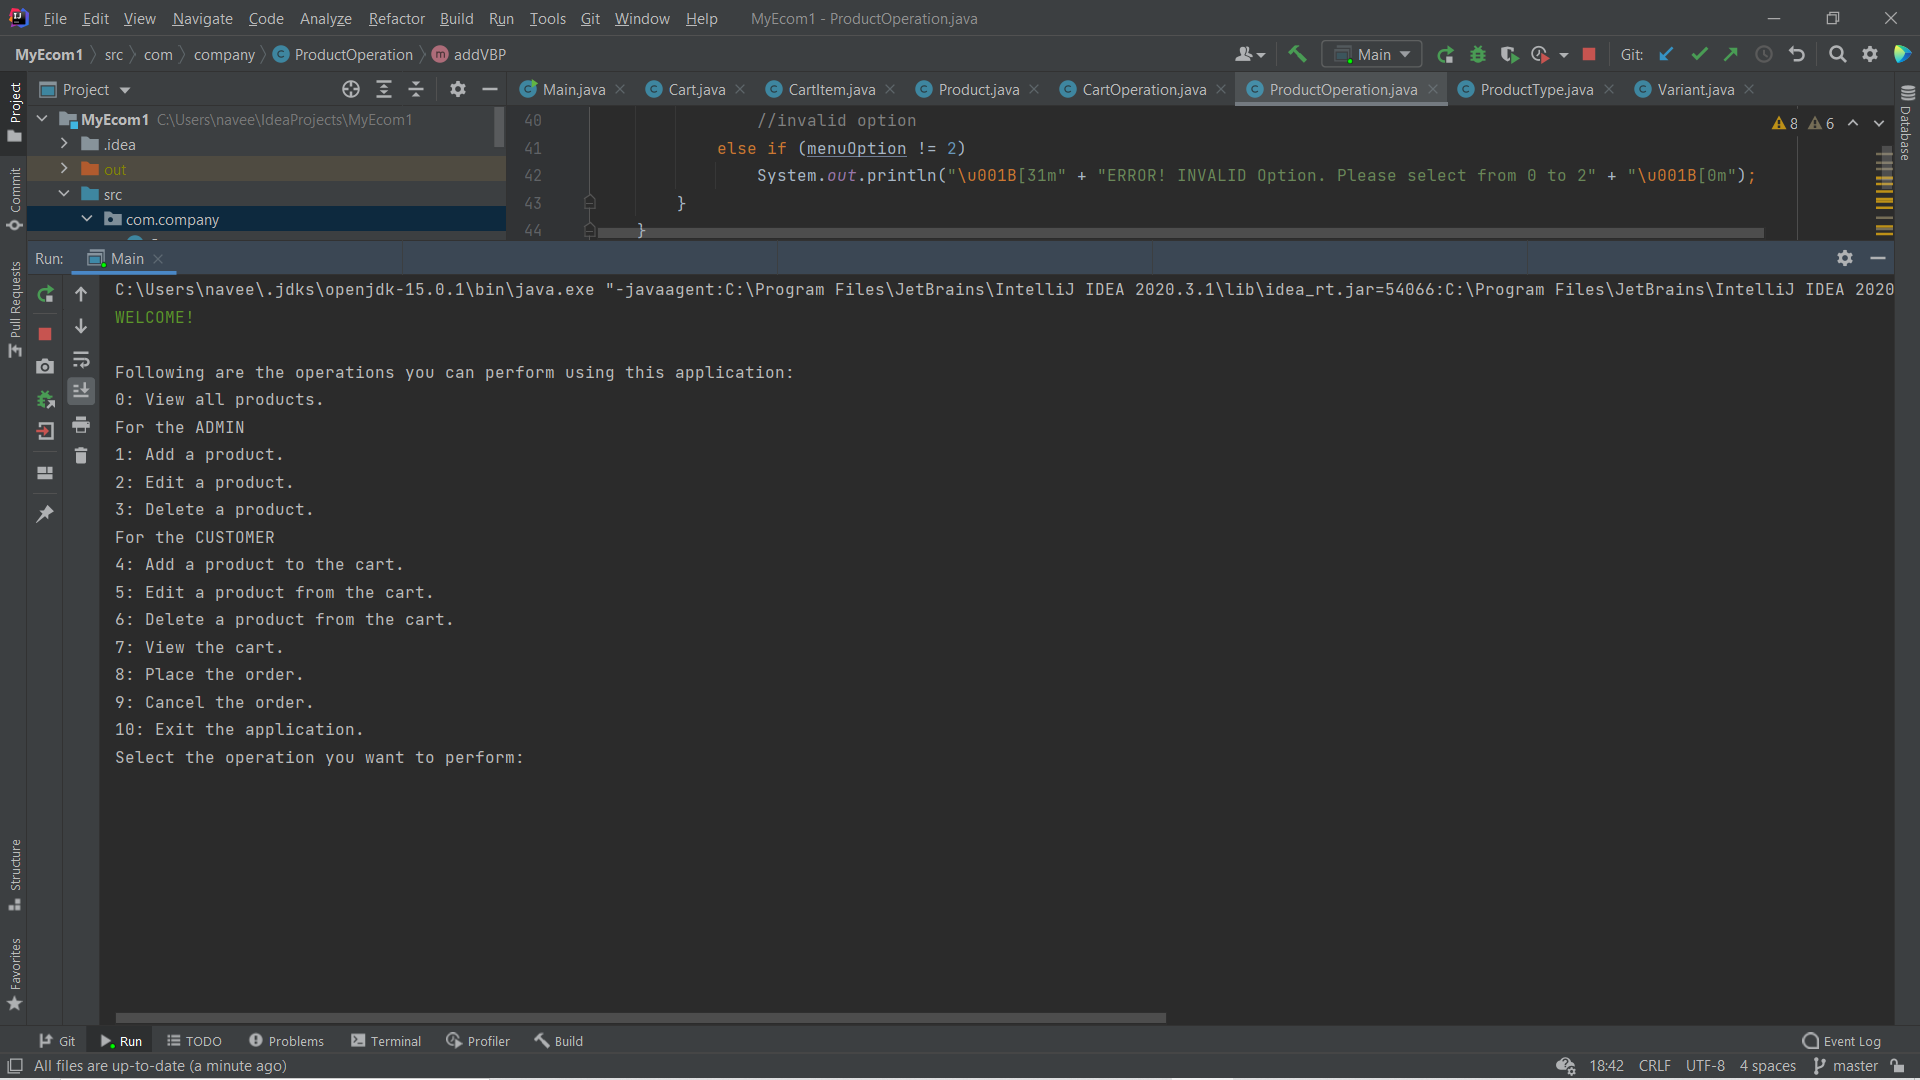 File Edit View Navigate Code Analyze Refactor Build Run Tools Git Window Help MyEcom1 - ProductOperation.java
MyEcom1 src com company ProductOperation addVBP Main Git:
Project Main.java Cart.java CartItem.java Product.java CartOperation.java ProductOperation.java ProductType.java Variant.java
MyEcom1 C:\Users\navee\IdeaProjects\MyEcom1
.idea
out
src
com.company
40 //invalid option
41 else if (menuOption != 2)
42 System.out.println("\u001B[31m" + "ERROR! INVALID Option. Please select from 0 to 2" + "\u001B[0m");
43 }
44 }
8 6
Run: Main
C:\Users\navee\.jdks\openjdk-15.0.1\bin\java.exe "-javaagent:C:\Program Files\JetBrains\IntelliJ IDEA 2020.3.1\lib\idea_rt.jar=54066:C:\Program Files\JetBrains\IntelliJ IDEA 2020
WELCOME!
Following are the operations you can perform using this application:
0: View all products.
For the ADMIN
1: Add a product.
2: Edit a product.
3: Delete a product.
For the CUSTOMER
4: Add a product to the cart.
5: Edit a product from the cart.
6: Delete a product from the cart.
7: View the cart.
8: Place the order.
9: Cancel the order.
10: Exit the application.
Select the operation you want to perform:
Project
Commit
Pull Requests
Structure
Favorites
Database
Git Run TODO Problems Terminal Profiler Build Event Log
All files are up-to-date (a minute ago) 18:42 CRLF UTF-8 4 spaces master